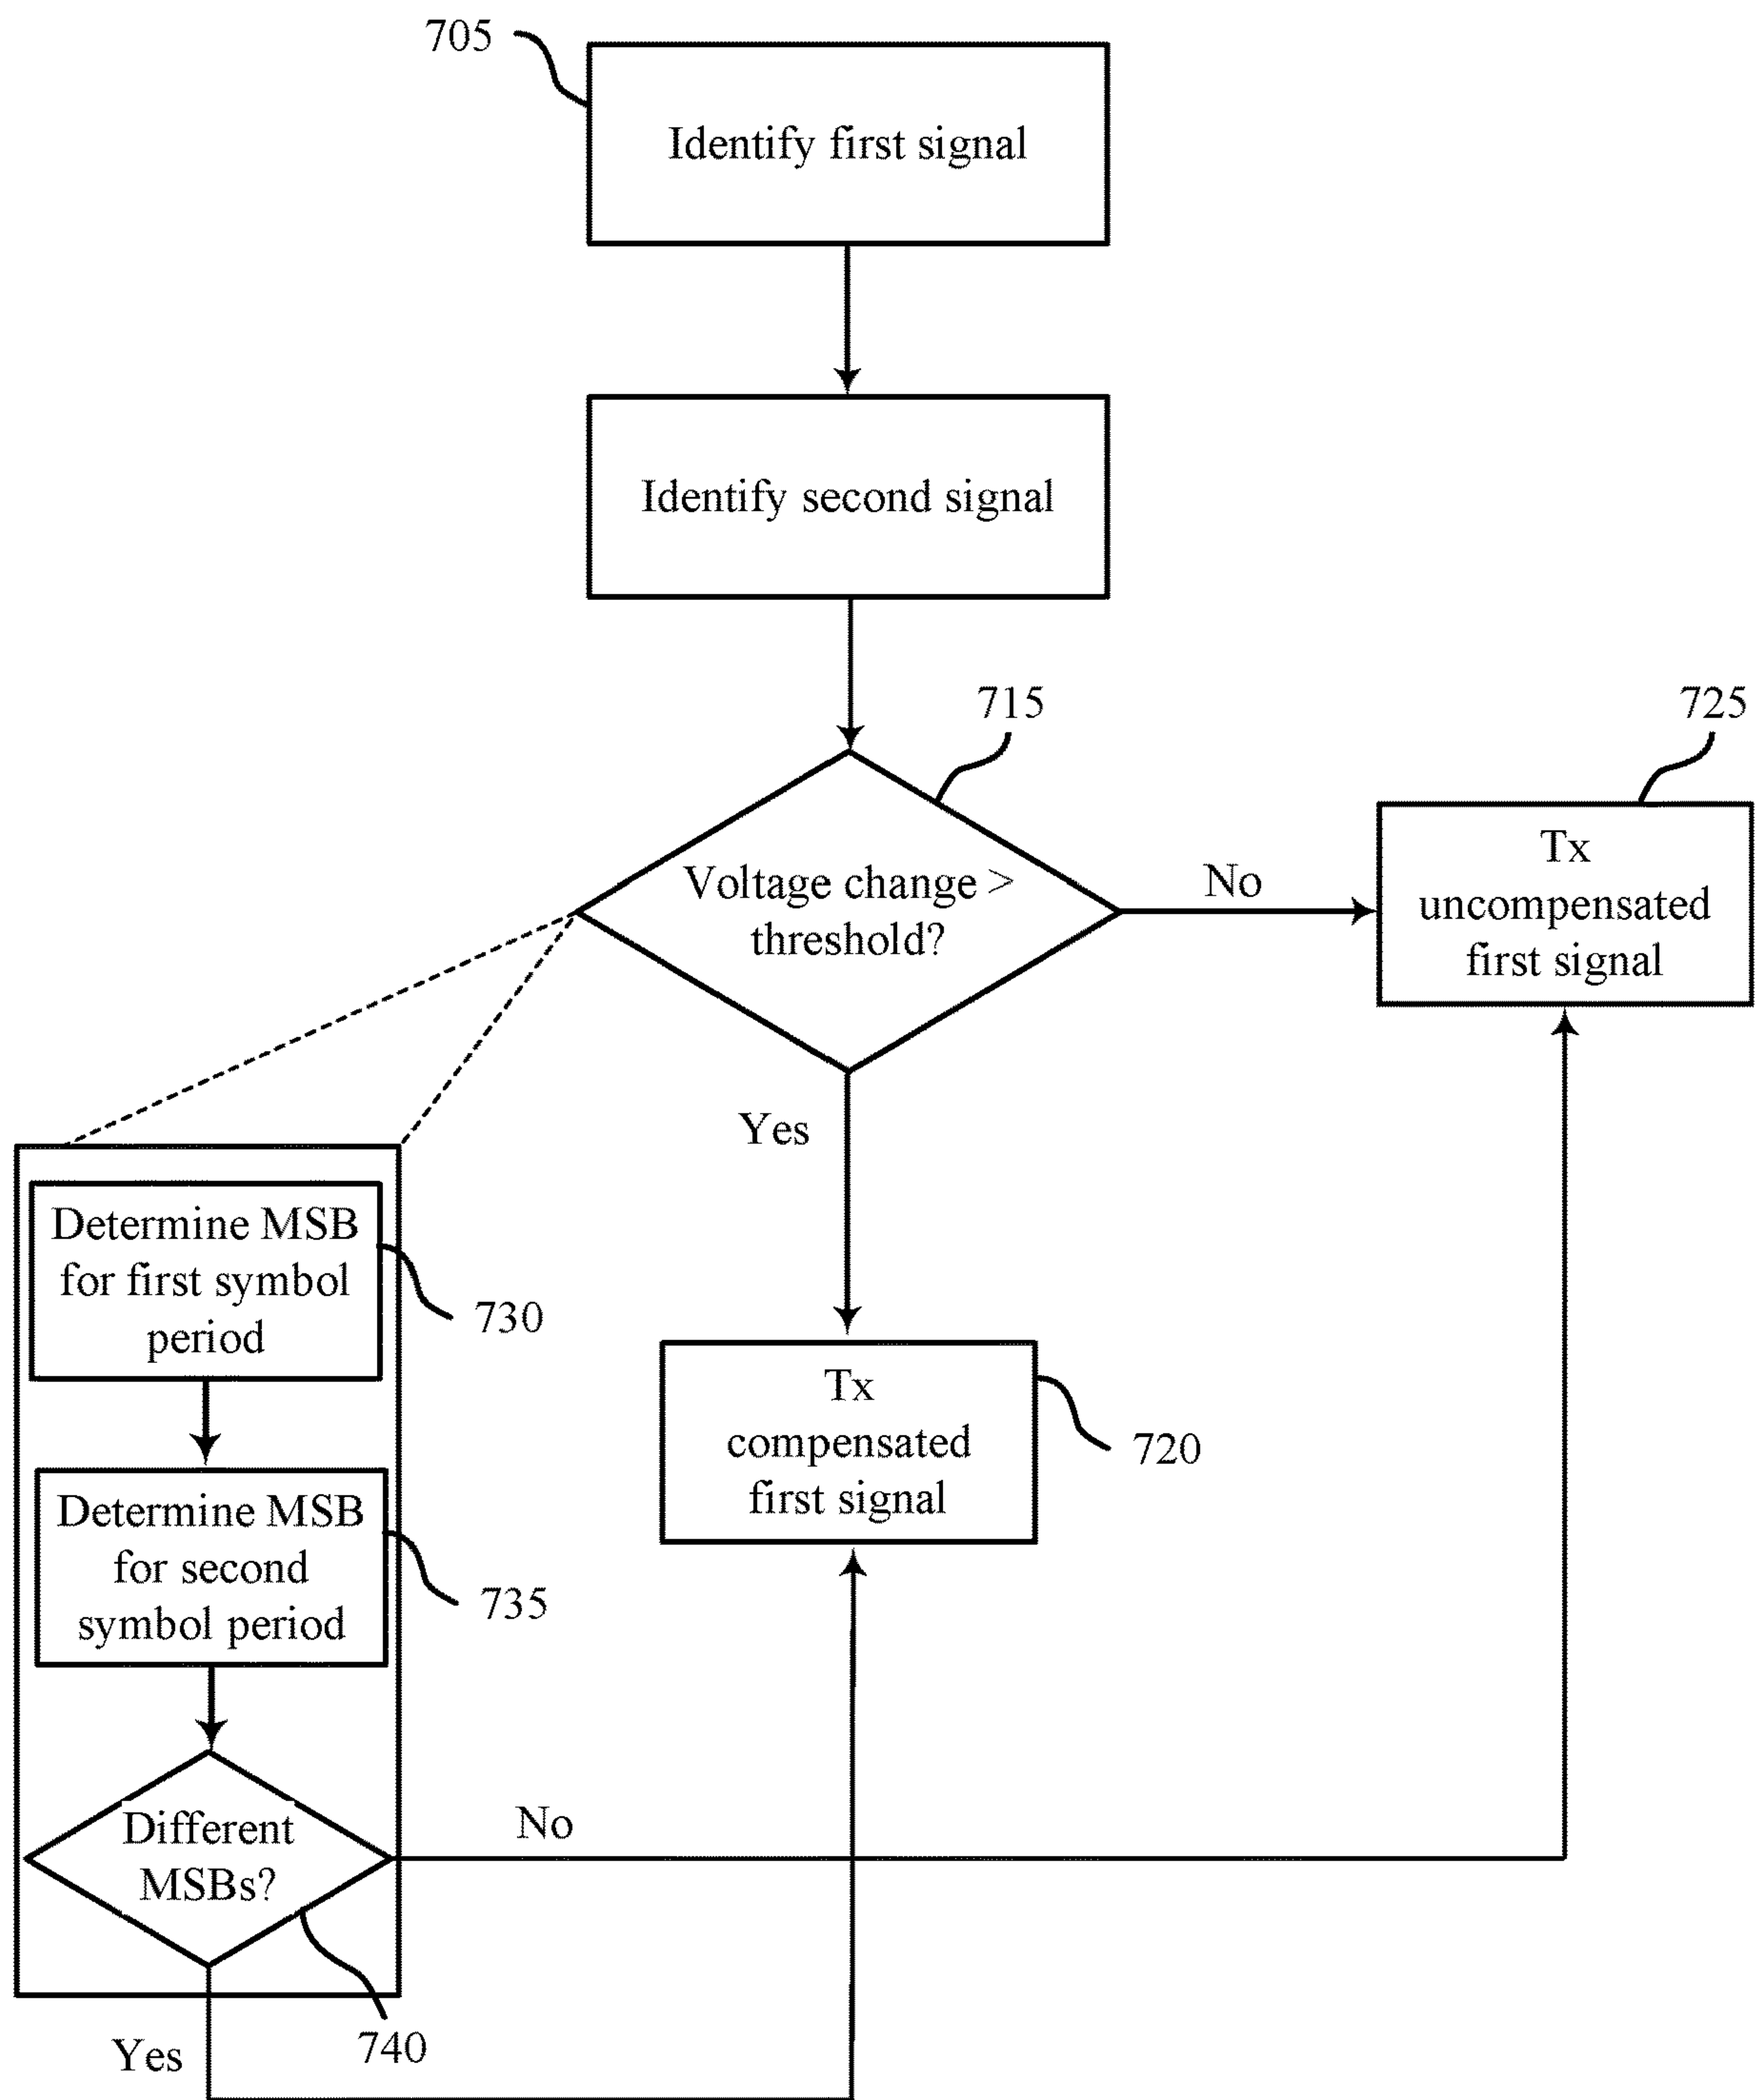 705
Identify first signal
Identify second signal
715
725
Voltage change >
threshold?
No
Tx
uncompensated
first signal
Yes
Determine MSB
for first symbol
period
730
Tx
compensated
first signal
720
Determine MSB
for second
symbol period
735
Different
MSBs?
No
740
Yes